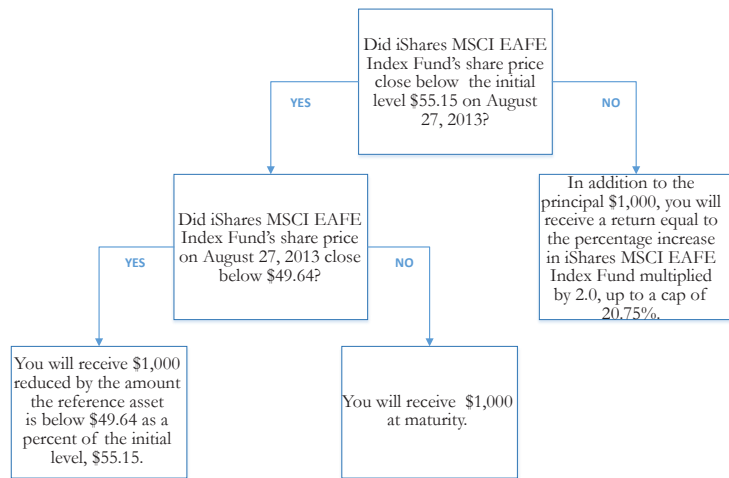 Did iShares MSCI EAFE
Index Fund's share price
close below the initial
level $55.15 on August
27, 2013?
YES
NO
Did iShares MSCI EAFE
Index Fund's share price
on August 27, 2013 close
below $49.64?
In addition to the
principal $1,000, you will
receive a return equal to
the percentage increase
in iShares MSCI EAFE
Index Fund multiplied
by 2.0, up to a cap of
20.75%.
YES
NO
You will receive $1,000
reduced by the amount
the reference asset
is below $49.64 as a
percent of the initial
level, $55.15.
You will receive $1,000
at maturity.